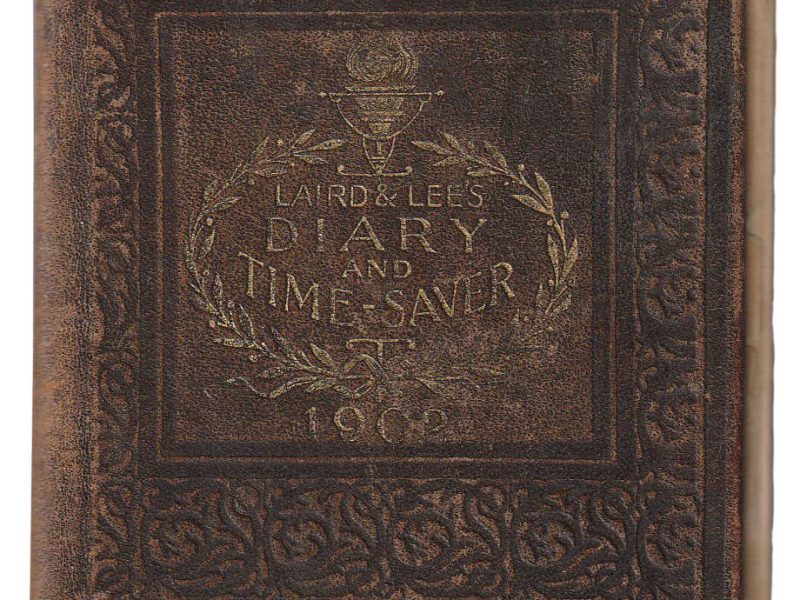 LAIRD & LEE'S
DIARY
AND
TIME-SAVER
1902